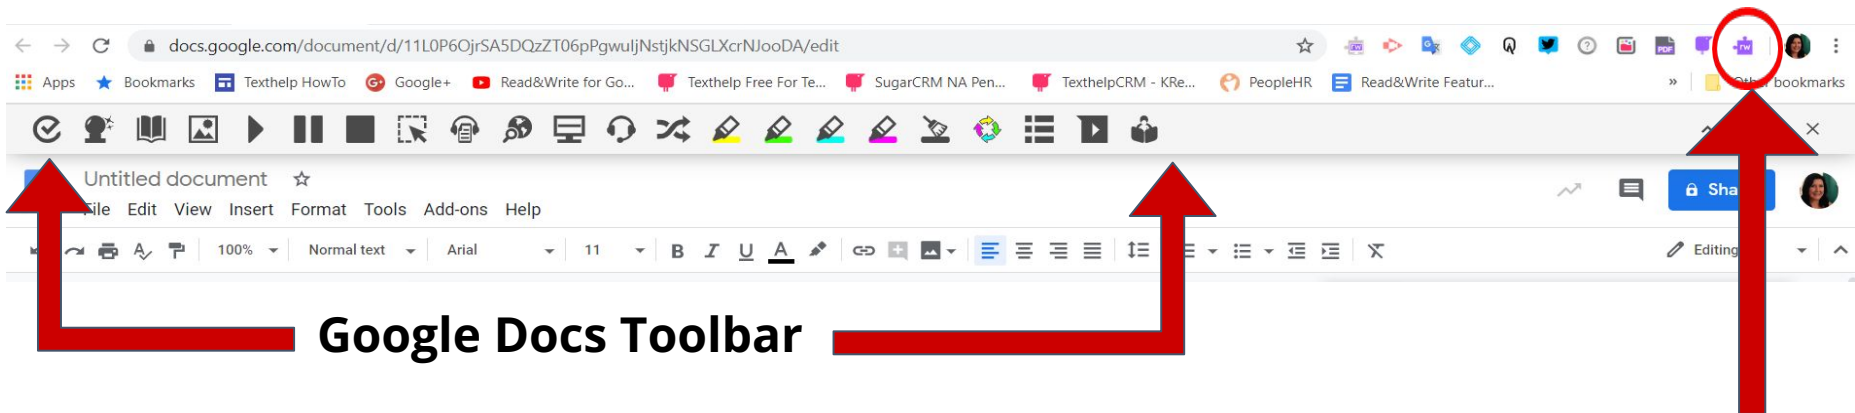 docs.google.com/document/d/11L0P6OjrSA5DQzZT06pPgwuljNstjkNSGLXcrNJooDA/edit
Apps Bookmarks Texthelp HowTo Google+ Read&Write for Go... Texthelp Free For Te... SugarCRM NA Pen... TexthelpCRM - KRe... PeopleHR Read&Write Featur... » Other bookmarks
Untitled document
File Edit View Insert Format Tools Add-ons Help
100% Normal text Arial 11 B I U A Editing
Google Docs Toolbar